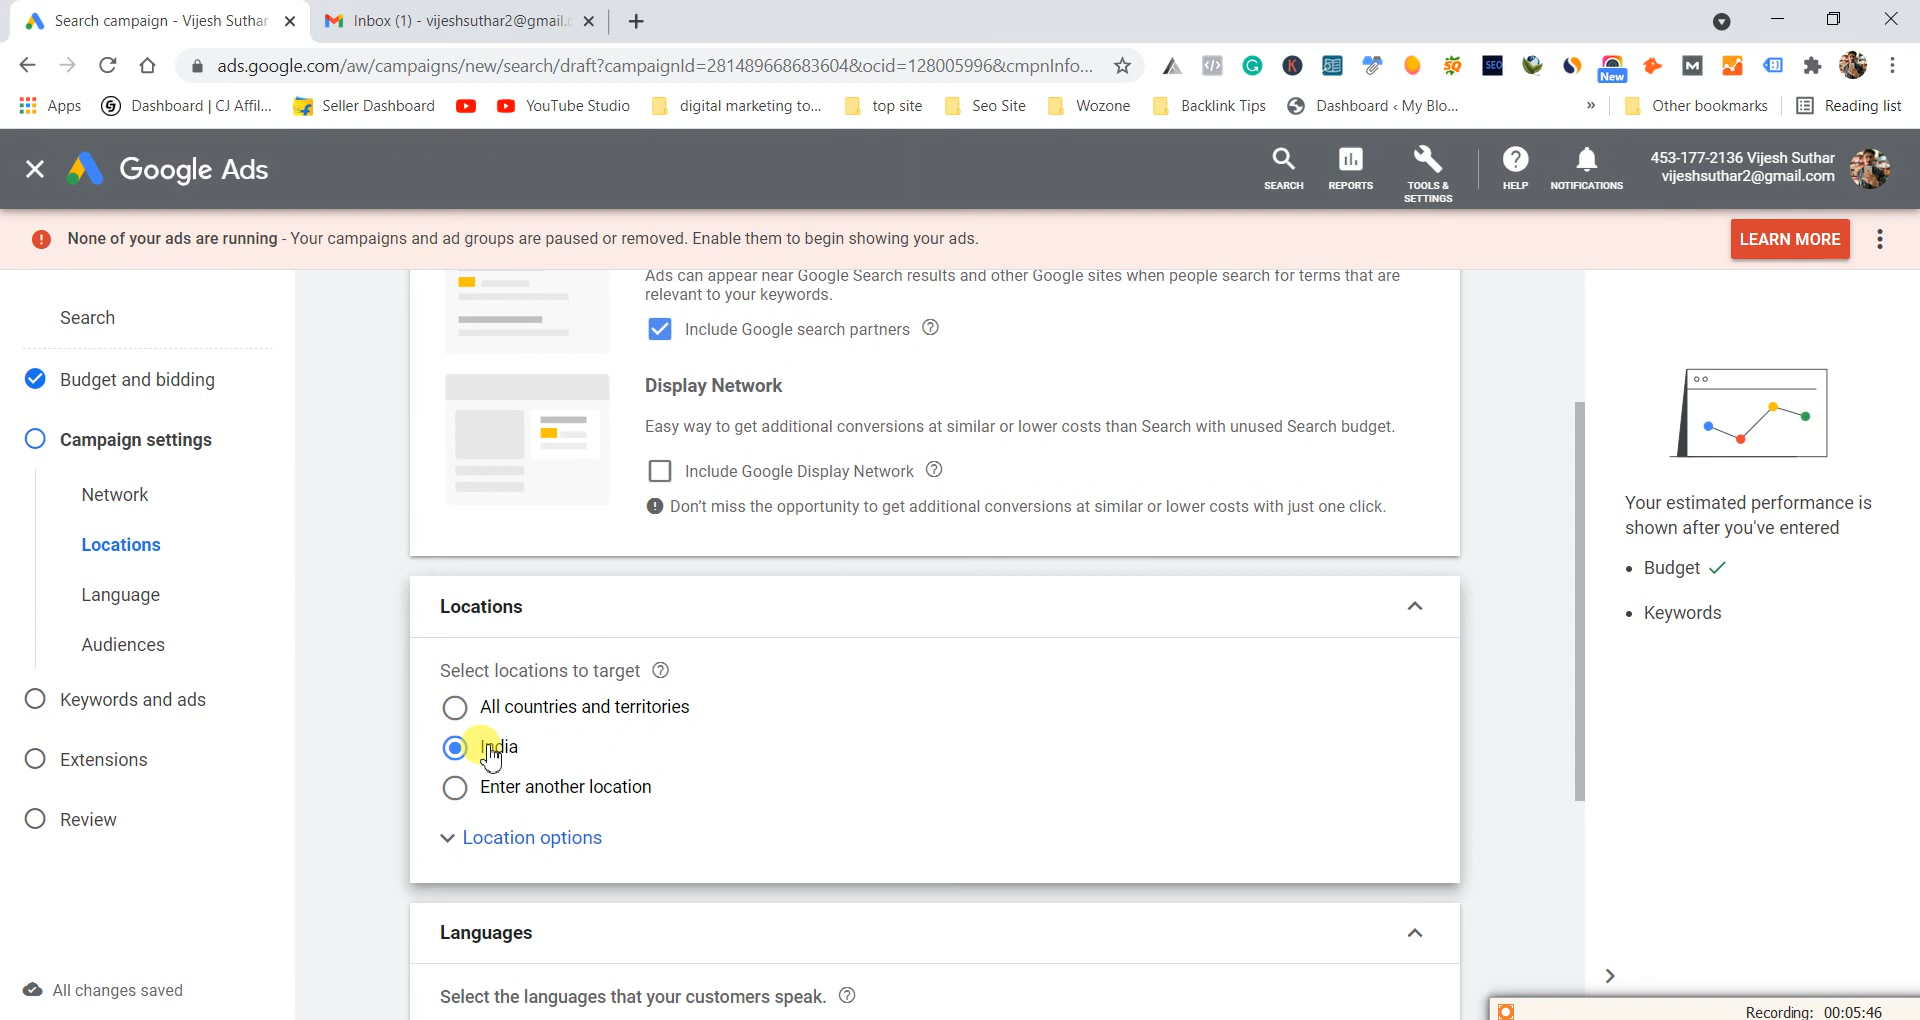 Search campaign - Vijesh Suthar
Inbox (1) - vijeshsuthar2@gmail.c
ads.google.com/aw/campaigns/new/search/draft?campaignId=281489668683604&ocid=128005996&cmpnInfo...
SEO
New
Apps
Dashboard | CJ Affil...
Seller Dashboard
YouTube Studio
digital marketing to...
top site
Seo Site
Wozone
Backlink Tips
Dashboard ‹ My Blo...
»
Other bookmarks
Reading list
Google Ads
SEARCH
REPORTS
TOOLS &
SETTINGS
HELP
NOTIFICATIONS
453-177-2136 Vijesh Suthar
vijeshsuthar2@gmail.com
None of your ads are running - Your campaigns and ad groups are paused or removed. Enable them to begin showing your ads.
LEARN MORE
Search
Budget and bidding
Campaign settings
Network
Locations
Language
Audiences
Keywords and ads
Extensions
Review
All changes saved
Ads can appear near Google Search results and other Google sites when people search for terms that are
relevant to your keywords.
Include Google search partners
Display Network
Easy way to get additional conversions at similar or lower costs than Search with unused Search budget.
Include Google Display Network
Don't miss the opportunity to get additional conversions at similar or lower costs with just one click.
Locations
Select locations to target
All countries and territories
India
Enter another location
Location options
Languages
Select the languages that your customers speak.
Your estimated performance is
shown after you've entered
• Budget
• Keywords
Recording: 00:05:46